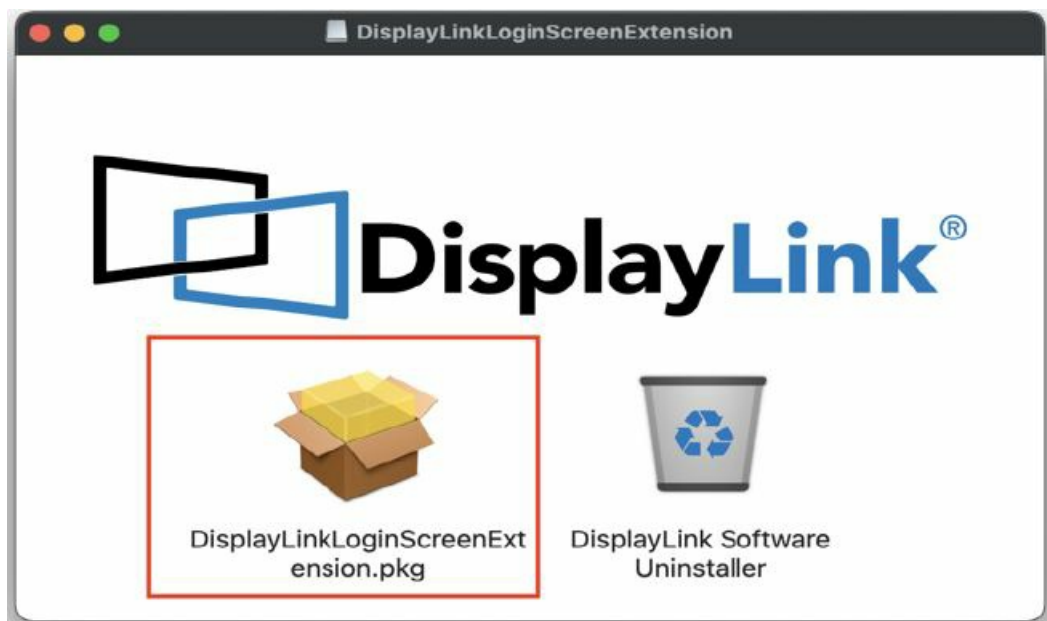 DisplayLinkLoginScreenExtension
DisplayLink®
DisplayLinkLoginScreenExt
ension.pkg
DisplayLink Software
Uninstaller